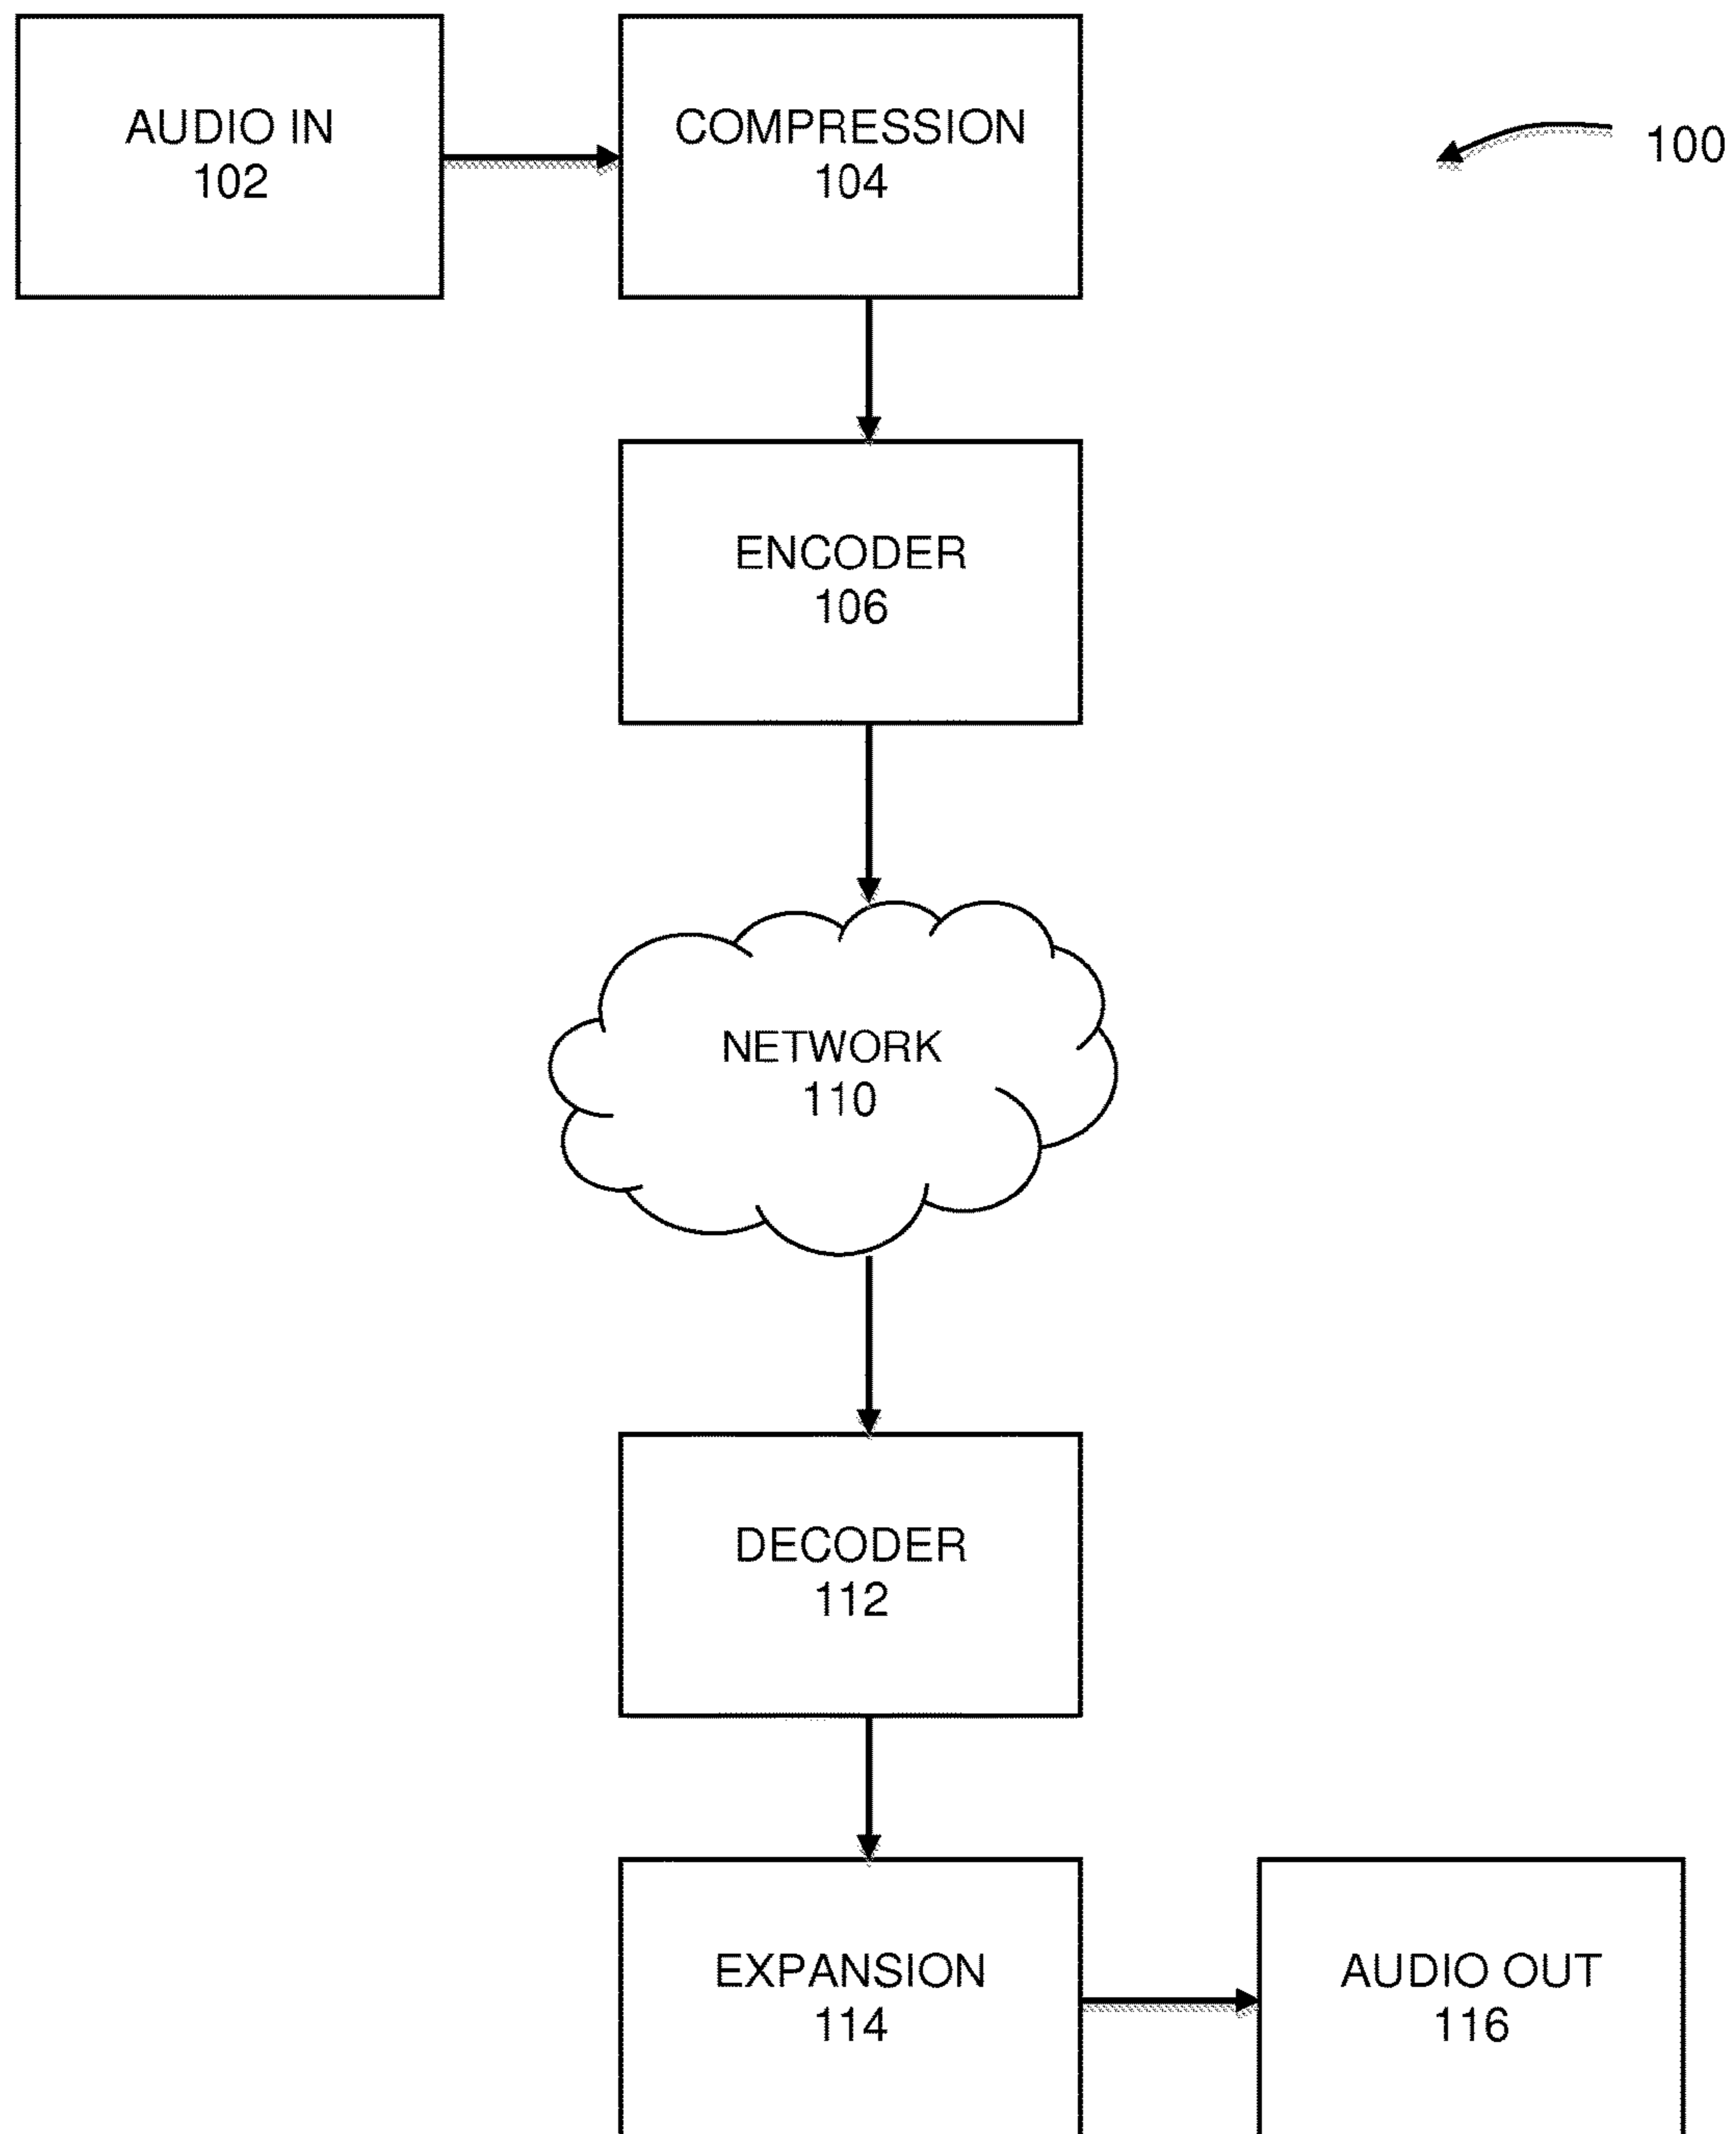 AUDIO IN
102
COMPRESSION
104
100
ENCODER
106
NETWORK
110
DECODER
112
EXPANSION
114
AUDIO OUT
116